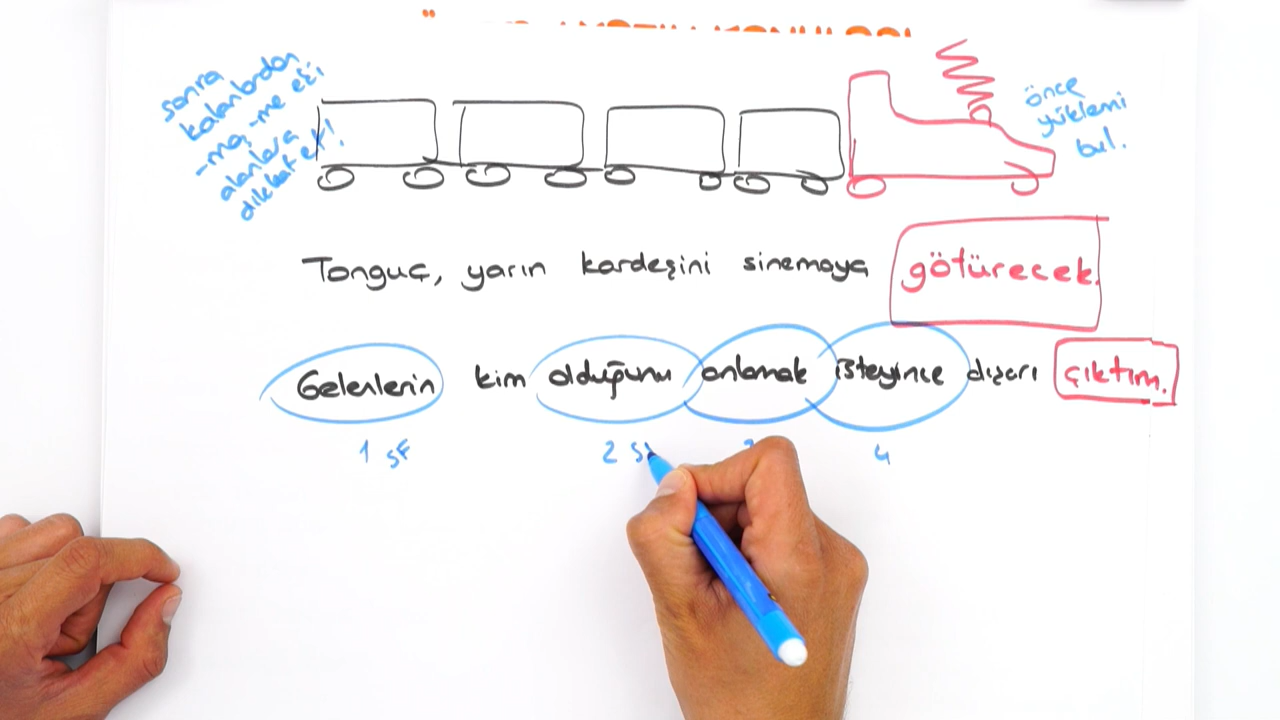 sonra
kalanlardan
-maz -me eki
alanlara
dikkat et!
önce
yüklemi
bul.
Tonguç, yarın kardeşini sinemaya götürecek.
Gelenlerin kim olduğunu anlamak isteyince dışarı çıktım.
1 SF 2 S 4